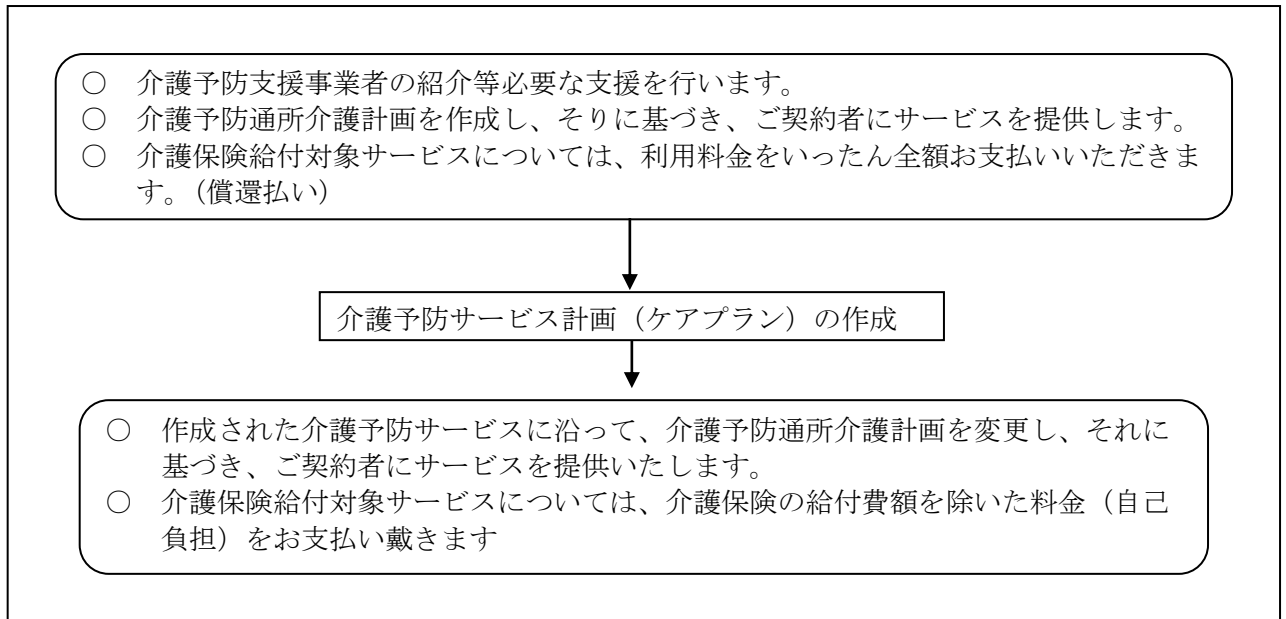 ○ 介護予防支援事業者の紹介等必要な支援を行います。
○ 介護予防通所介護計画を作成し、そりに基づき、ご契約者にサービスを提供します。
○ 介護保険給付対象サービスについては、利用料金をいったん全額お支払いいただきま
す。（償還払い）
介護予防サービス計画（ケアプラン）の作成
○ 作成された介護予防サービスに沿って、介護予防通所介護計画を変更し、それに
基づき、ご契約者にサービスを提供いたします。
○ 介護保険給付対象サービスについては、介護保険の給付費額を除いた料金（自己
負担）をお支払い戴きます